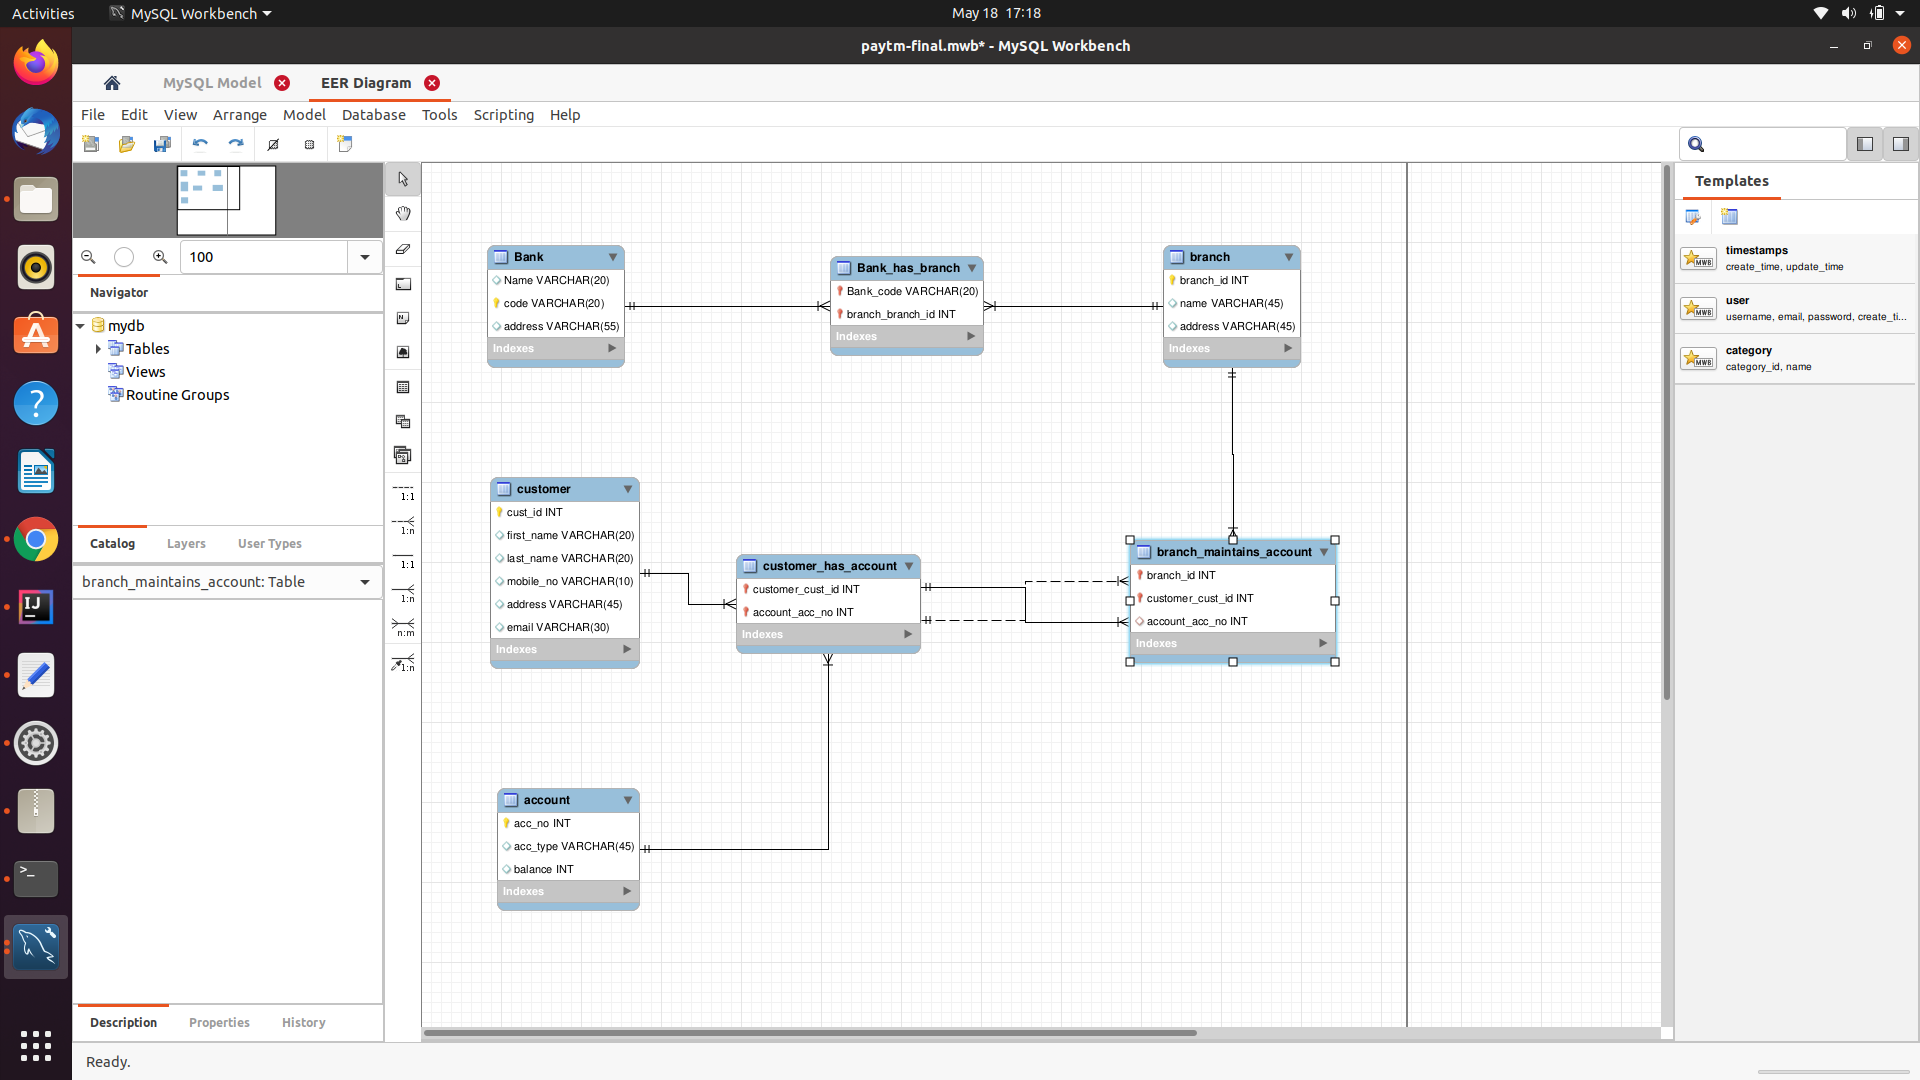 Activities
MySQL Workbench
May 18 17:18
paytm-final.mwb* - MySQL Workbench
MySQL Model
EER Diagram
File Edit View Arrange Model Database Tools Scripting Help
100
Navigator
mydb
Tables
Views
Routine Groups
Catalog Layers User Types
branch_maintains_account: Table
Description Properties History
Ready.
1:1
1:n
1:1
1:n
n:m
1:n
Bank
Name VARCHAR(20)
code VARCHAR(20)
address VARCHAR(55)
Indexes
Bank_has_branch
Bank_code VARCHAR(20)
branch_branch_id INT
Indexes
branch
branch_id INT
name VARCHAR(45)
address VARCHAR(45)
Indexes
customer
cust_id INT
first_name VARCHAR(20)
last_name VARCHAR(20)
mobile_no VARCHAR(10)
address VARCHAR(45)
email VARCHAR(30)
Indexes
customer_has_account
customer_cust_id INT
account_acc_no INT
Indexes
branch_maintains_account
branch_id INT
customer_cust_id INT
account_acc_no INT
Indexes
account
acc_no INT
acc_type VARCHAR(45)
balance INT
Indexes
Templates
MWB
timestamps
create_time, update_time
MWB
user
username, email, password, create_ti...
MWB
category
category_id, name